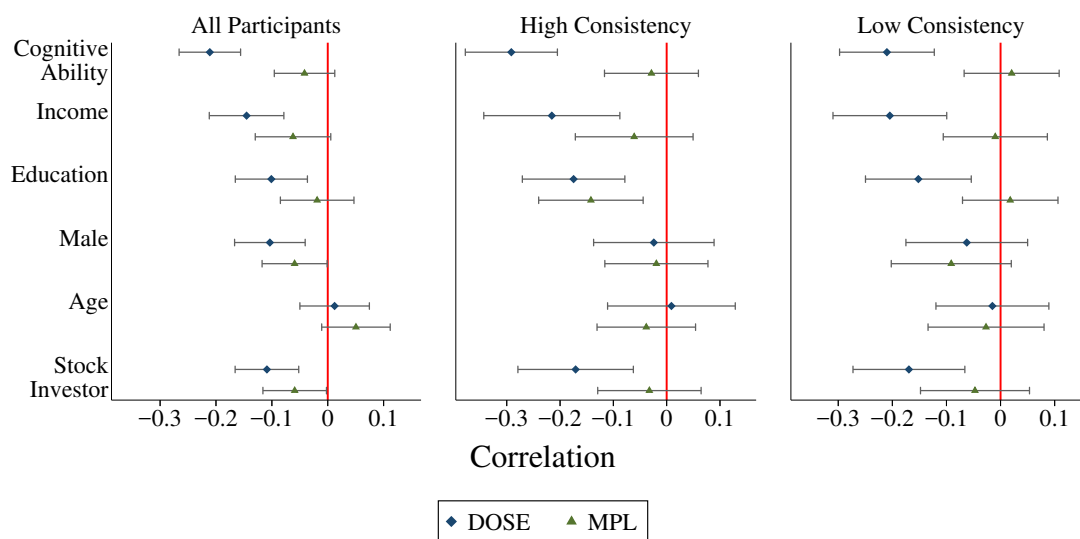 All Participants
High Consistency
Low Consistency
Cognitive
Ability
Income
Education
Male
Age
Stock
Investor
−0.3 −0.2 −0.1 0 0.1
−0.3 −0.2 −0.1 0 0.1
−0.3 −0.2 −0.1 0 0.1
Correlation
DOSE MPL